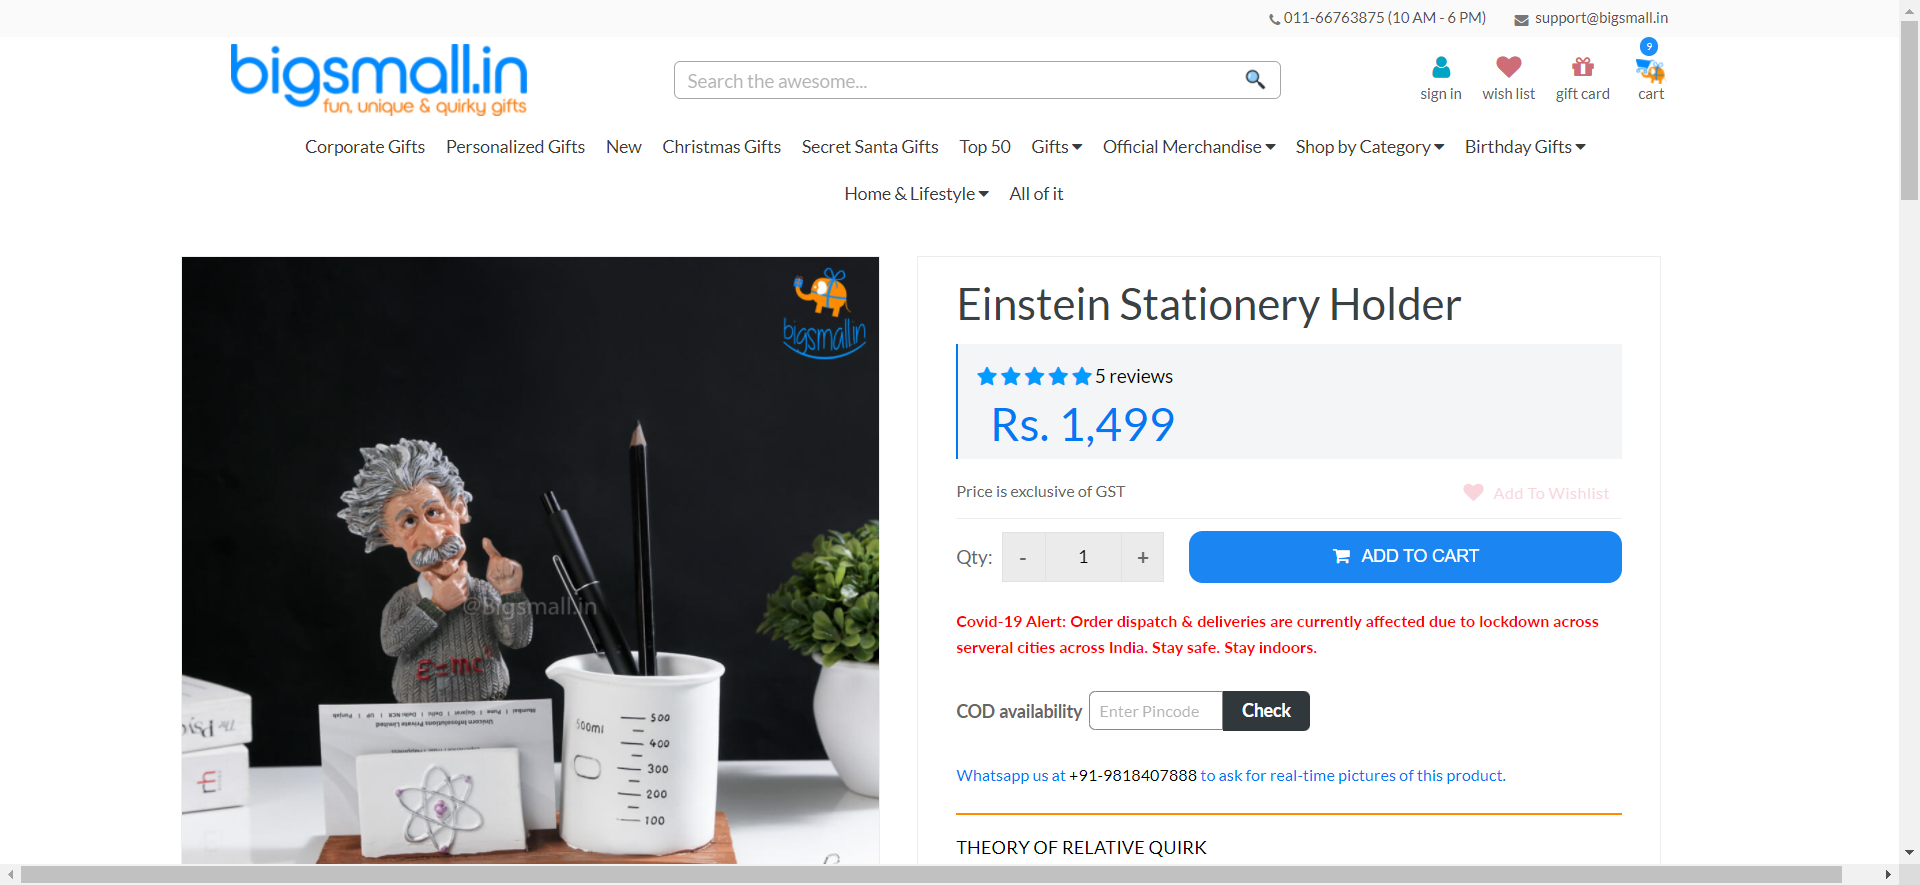 011-66763875 (10 AM - 6 PM) support@bigsmall.in
bigsmall.in
fun, unique & quirky gifts
Search the awesome...
9
sign in wish list gift card cart
Corporate Gifts Personalized Gifts New Christmas Gifts Secret Santa Gifts Top 50 Gifts Official Merchandise Shop by Category Birthday Gifts
Home & Lifestyle All of it
bigsmall.in
@Bigsmall.in
E=mc²
500ml
500
400
300
200
100
The
Einstein Stationery Holder
5 reviews
Rs. 1,499
Price is exclusive of GST
Add To Wishlist
Qty: - 1 +
ADD TO CART
Covid-19 Alert: Order dispatch & deliveries are currently affected due to lockdown across
serveral cities across India. Stay safe. Stay indoors.
COD availability Enter Pincode Check
Whatsapp us at +91-9818407888 to ask for real-time pictures of this product.
THEORY OF RELATIVE QUIRK